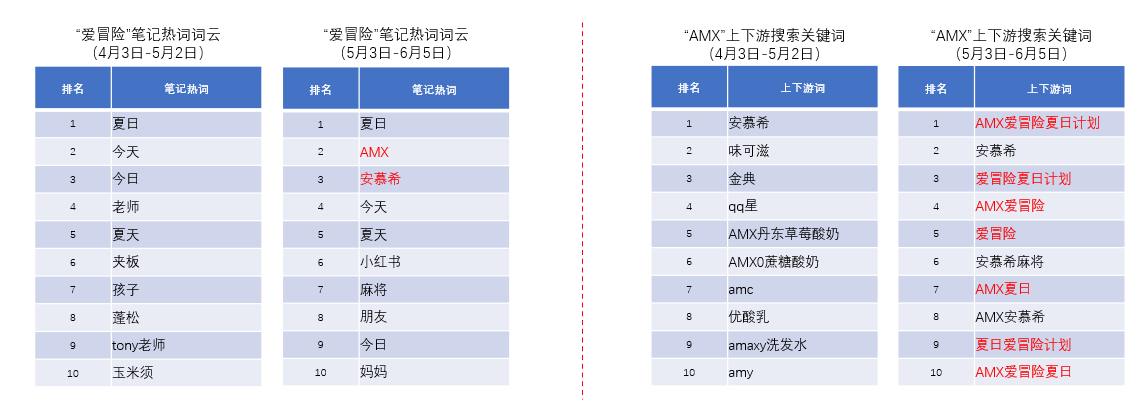 “爱冒险”笔记热词词云
（4月3日-5月2日）
排名 笔记热词
1 夏日
2 今天
3 今日
4 老师
5 夏天
6 夹板
7 孩子
8 蓬松
9 tony老师
10 玉米须
“爱冒险”笔记热词词云
（5月3日-6月5日）
排名 笔记热词
1 夏日
2 AMX
3 安慕希
4 今天
5 夏天
6 小红书
7 麻将
8 朋友
9 今日
10 妈妈
“AMX”上下游搜索关键词
（4月3日-5月2日）
排名 上下游词
1 安慕希
2 味可滋
3 金典
4 qq星
5 AMX丹东草莓酸奶
6 AMX0蔗糖酸奶
7 amc
8 优酸乳
9 amaxy洗发水
10 amy
“AMX”上下游搜索关键词
（5月3日-6月5日）
排名 上下游词
1 AMX爱冒险夏日计划
2 安慕希
3 爱冒险夏日计划
4 AMX爱冒险
5 爱冒险
6 安慕希麻将
7 AMX夏日
8 AMX安慕希
9 夏日爱冒险计划
10 AMX爱冒险夏日